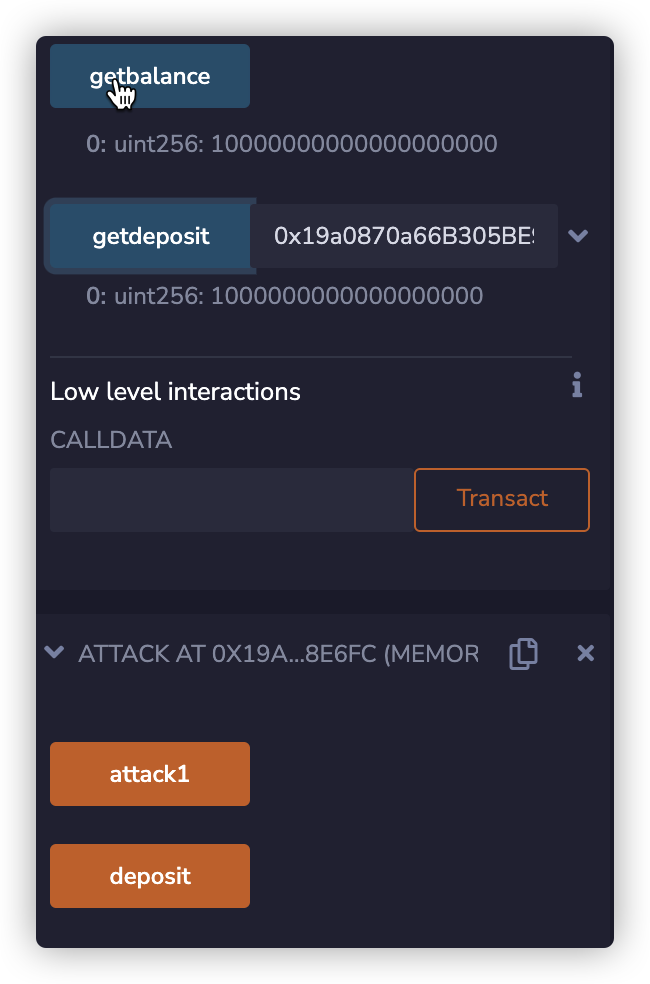 getbalance
0: uint256: 10000000000000000000
getdeposit 0x19a0870a66B305BE
0: uint256: 1000000000000000000
Low level interactions
CALLDATA
Transact
ATTACK AT 0X19A...8E6FC (MEMOR
attack1
deposit